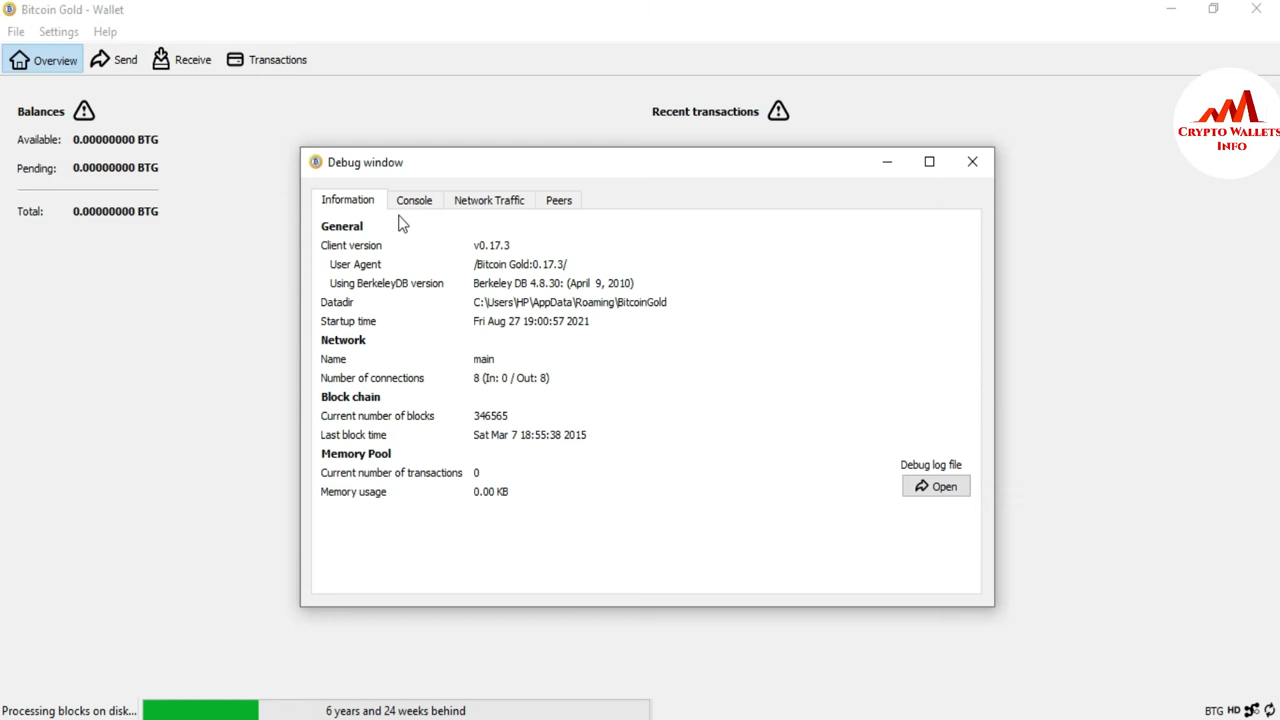 Bitcoin Gold - Wallet
File Settings Help
Overview Send Receive Transactions
CRYPTO WALLETS
INFO
Balances
Recent transactions
Available: 0.00000000 BTG
Pending: 0.00000000 BTG
Total: 0.00000000 BTG
Debug window
Information Console Network Traffic Peers
General
Client version v0.17.3
User Agent /Bitcoin Gold:0.17.3/
Using BerkeleyDB version Berkeley DB 4.8.30: (April 9, 2010)
Datadir C:\Users\HP\AppData\Roaming\BitcoinGold
Startup time Fri Aug 27 19:00:57 2021
Network
Name main
Number of connections 8 (In: 0 / Out: 8)
Block chain
Current number of blocks 346565
Last block time Sat Mar 7 18:55:38 2015
Memory Pool
Current number of transactions 0
Memory usage 0.00 KB
Debug log file
Open
Processing blocks on disk... 6 years and 24 weeks behind BTG HD